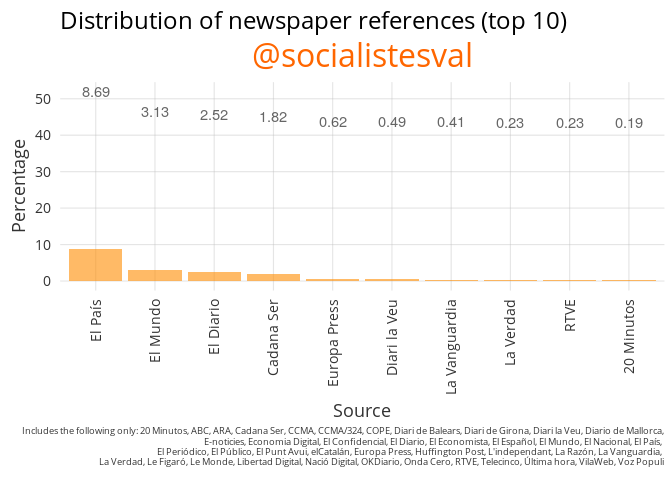 Distribution of newspaper references (top 10)
@socialistesval
Percentage
50
40
30
20
10
0
8.69
3.13
2.52
1.82
0.62
0.49
0.41
0.23
0.23
0.19
El País
El Mundo
El Diario
Cadana Ser
Europa Press
Diari la Veu
La Vanguardia
La Verdad
RTVE
20 Minutos
Source
Includes the following only: 20 Minutos, ABC, ARA, Cadana Ser, CCMA, CCMA/324, COPE, Diari de Balears, Diari de Girona, Diari la Veu, Diario de Mallorca,
E-noticies, Economia Digital, El Confidencial, El Diario, El Economista, El Español, El Mundo, El Nacional, El País,
El Periódico, El Público, El Punt Avui, elCatalán, Europa Press, Huffington Post, L'independant, La Razón, La Vanguardia,
La Verdad, Le Figaró, Le Monde, Libertad Digital, Nació Digital, OKDiario, Onda Cero, RTVE, Telecinco, Última hora, VilaWeb, Voz Populi